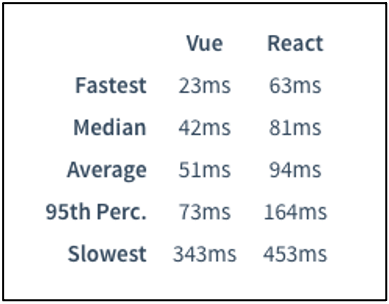 Vue React
Fastest 23ms 63ms
Median 42ms 81ms
Average 51ms 94ms
95th Perc. 73ms 164ms
Slowest 343ms 453ms